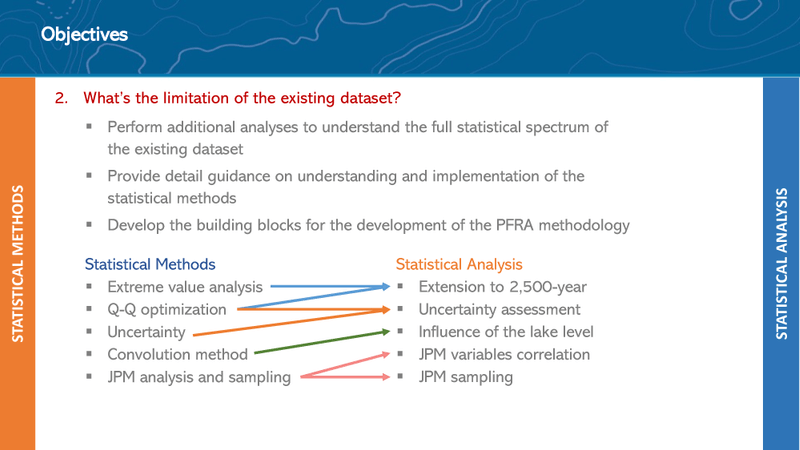 Objectives
2. What's the limitation of the existing dataset?
▪ Perform additional analyses to understand the full statistical spectrum of
the existing dataset
▪ Provide detail guidance on understanding and implementation of the
statistical methods
▪ Develop the building blocks for the development of the PFRA methodology
STATISTICAL METHODS
Statistical Methods
▪ Extreme value analysis
▪ Q-Q optimization
▪ Uncertainty
▪ Convolution method
▪ JPM analysis and sampling
Statistical Analysis
▪ Extension to 2,500-year
▪ Uncertainty assessment
▪ Influence of the lake level
▪ JPM variables correlation
▪ JPM sampling
STATISTICAL ANALYSIS